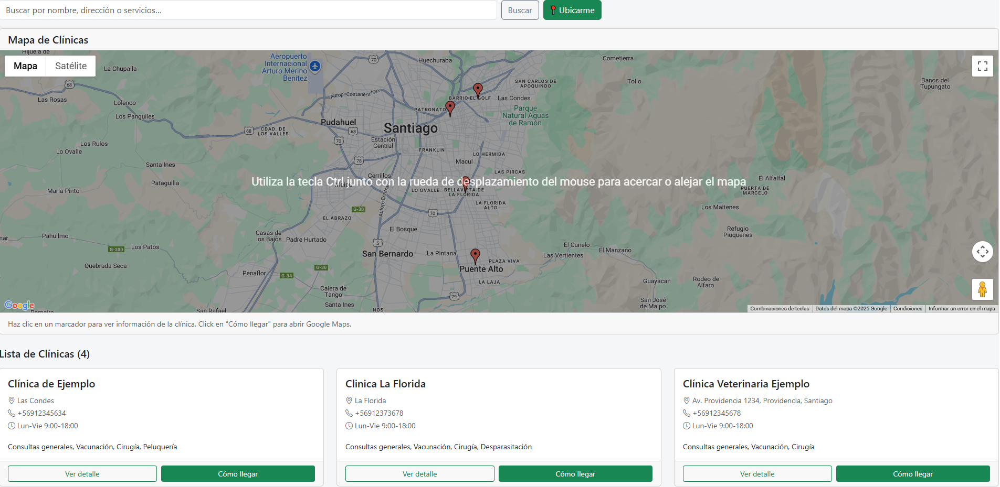 Buscar por nombre, dirección o servicios...
Buscar
Ubicarme
Mapa de Clínicas
Mapa
Satélite
Hijuela de
La Chupalla
68
Las Rosas
Lolenco
Los Panguiles
Aeropuerto
Internacional
Arturo Merino
Benítez
70
Huechuraba
Autop. Costanera Nte
SAN CARLOS DE
APOQUINDO
BARRIO EL GOLF
Las Condes
PATRONATO
Parque
Natural Aguas
de Ramón
Cometierra
Tollo
Banos del
Tupungato
Pudahuel
68
Santiago
68
CDAD. DE
LOS VALLES
70
Estación
Central
FRANKLIN
LO HERMIDA
Los Rulos
Lo Ovalle
Santa Ines
78
Macul
LAS PIRCAS
Cerrillos
Pataguilla
Maria Pinto
Utiliza la tecla Ctrl junto con la rueda de desplazamiento del mouse para acercar o alejar el mapa
Maipú
LO OVALLE
BELLAVISTA DE
LA FLORIDA
El Alfalfal
PUERTA DE
MARCELO
Autop. Central
LA FLORIDA
ALTO
Los Maitenes
G-30
70
EL ABRAZO
El Bosque
Casas de
los Bajos
Padre Hurtado
Refugio
Piuquenes
mar
Pahuilmo
G-380
Los Patos
5
San Bernardo
La Pintana
PLAZA VIVA
El Canelo
Las Vertientes
El Manzano
Quebrada Seca
G-30
Puente Alto
Penaflor
G-34
LA LAJA
Guayacan
Rodeo de
Alfaro
Calera de
Tango
79
Santa Ines
San José
de Maipo
Google
Pomaire
San Rafael
NOS
Combinaciones de teclas
Datos del mapa ©2025 Google
Condiciones
Informar un error en el mapa
Haz clic en un marcador para ver información de la clínica. Click en "Cómo llegar" para abrir Google Maps.
Lista de Clínicas (4)
Clínica de Ejemplo
Las Condes
+56912345634
Lun-Vie 9:00-18:00
Consultas generales, Vacunación, Cirugía, Peluquería
Ver detalle
Cómo llegar
Clinica La Florida
La Florida
+56912373678
Lun-Vie 9:00-18:00
Consultas generales, Vacunación, Cirugía, Desparasitación
Ver detalle
Cómo llegar
Clínica Veterinaria Ejemplo
Av. Providencia 1234, Providencia, Santiago
+56912345678
Lun-Vie 9:00-18:00
Consultas generales, Vacunación, Cirugía
Ver detalle
Cómo llegar